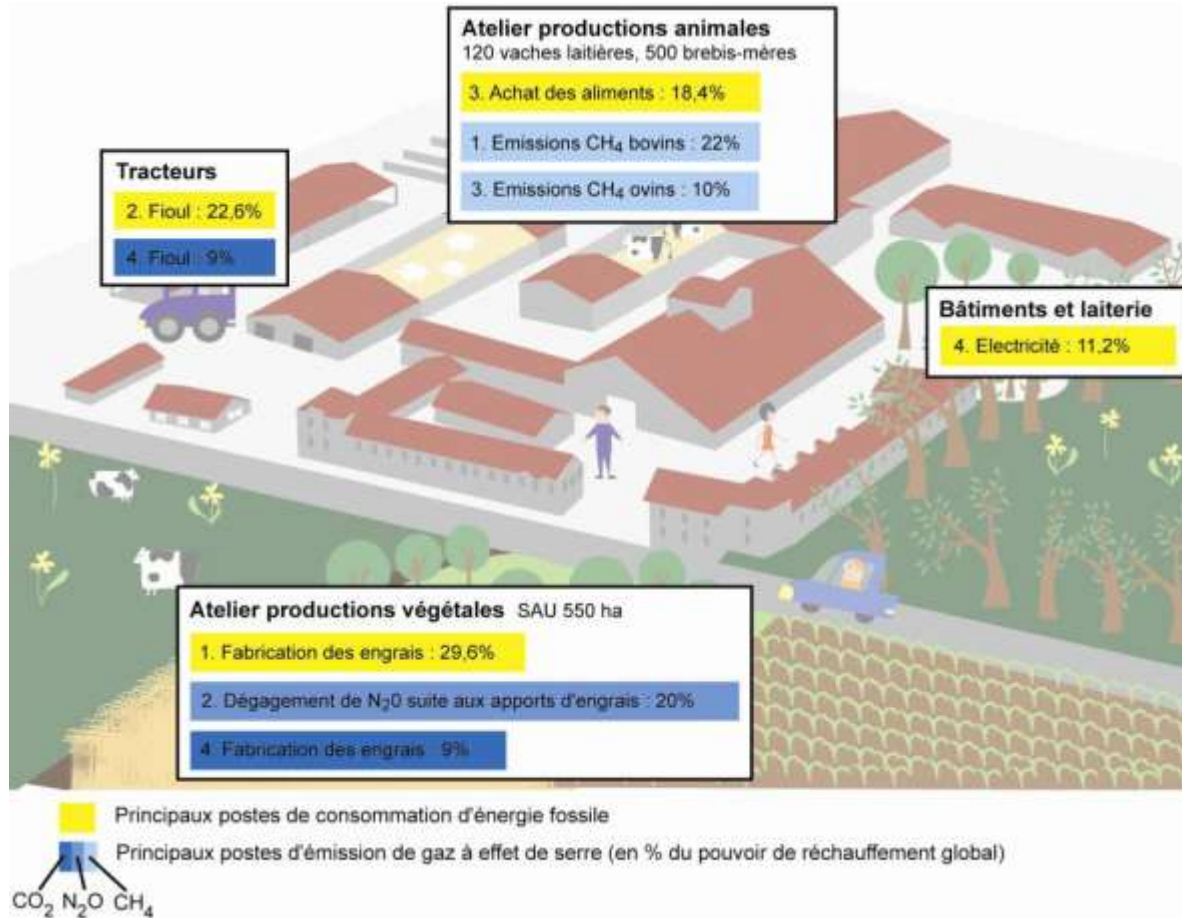 Atelier productions animales
120 vaches laitières, 500 brebis-mères
3. Achat des aliments : 18,4%
1. Emissions CH4 bovins : 22%
3. Emissions CH4 ovins : 10%
Tracteurs
2. Fioul : 22,6%
4. Fioul : 9%
Bâtiments et laiterie
4. Electricité : 11,2%
Atelier productions végétales SAU 550 ha
1. Fabrication des engrais : 29,6%
2. Dégagement de N20 suite aux apports d'engrais : 20%
4. Fabrication des engrais 9%
Principaux postes de consommation d'énergie fossile
Principaux postes d'émission de gaz à effet de serre (en % du pouvoir de réchauffement global)
CO2 N2O CH4